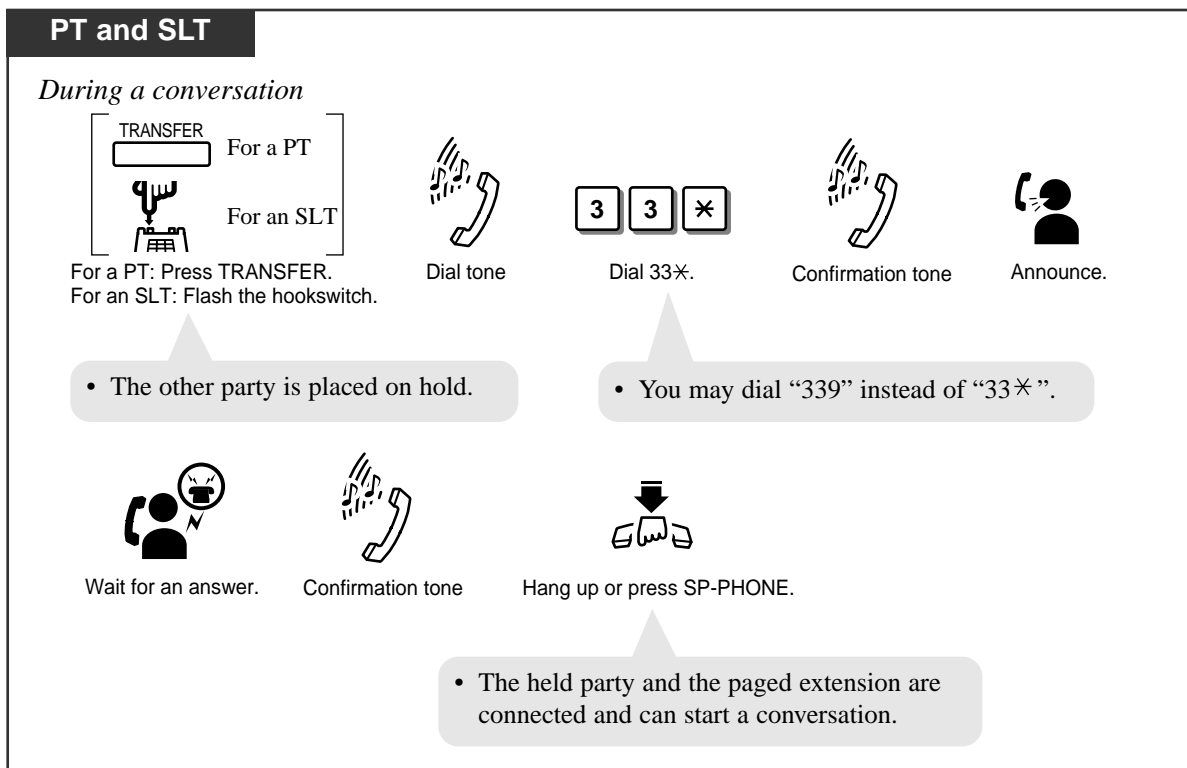 PT and SLT
During a conversation
TRANSFER
For a PT
For an SLT
For a PT: Press TRANSFER.
For an SLT: Flash the hookswitch.
Dial tone
3 3 ✳
Dial 33✳.
Confirmation tone
Announce.
• The other party is placed on hold.
• You may dial “339” instead of “33✳”.
Wait for an answer.
Confirmation tone
Hang up or press SP-PHONE.
• The held party and the paged extension are
connected and can start a conversation.